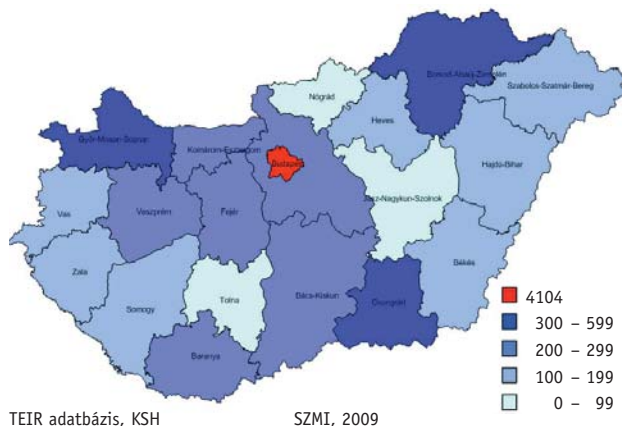 Borsod-Abaúj-Zemplén
Szabolcs-Szatmár-Bereg
Nógrád
Heves
Győr-Moson-Sopron
Komárom-Esztergom
Budapest
Hajdú-Bihar
Vas
Veszprém
Fejér
Jász-Nagykun-Szolnok
Zala
Somogy
Tolna
Bács-Kiskun
Csongrád
Békés
Baranya
4104
300 – 599
200 – 299
100 – 199
0 – 99
TEIR adatbázis, KSH SZMI, 2009